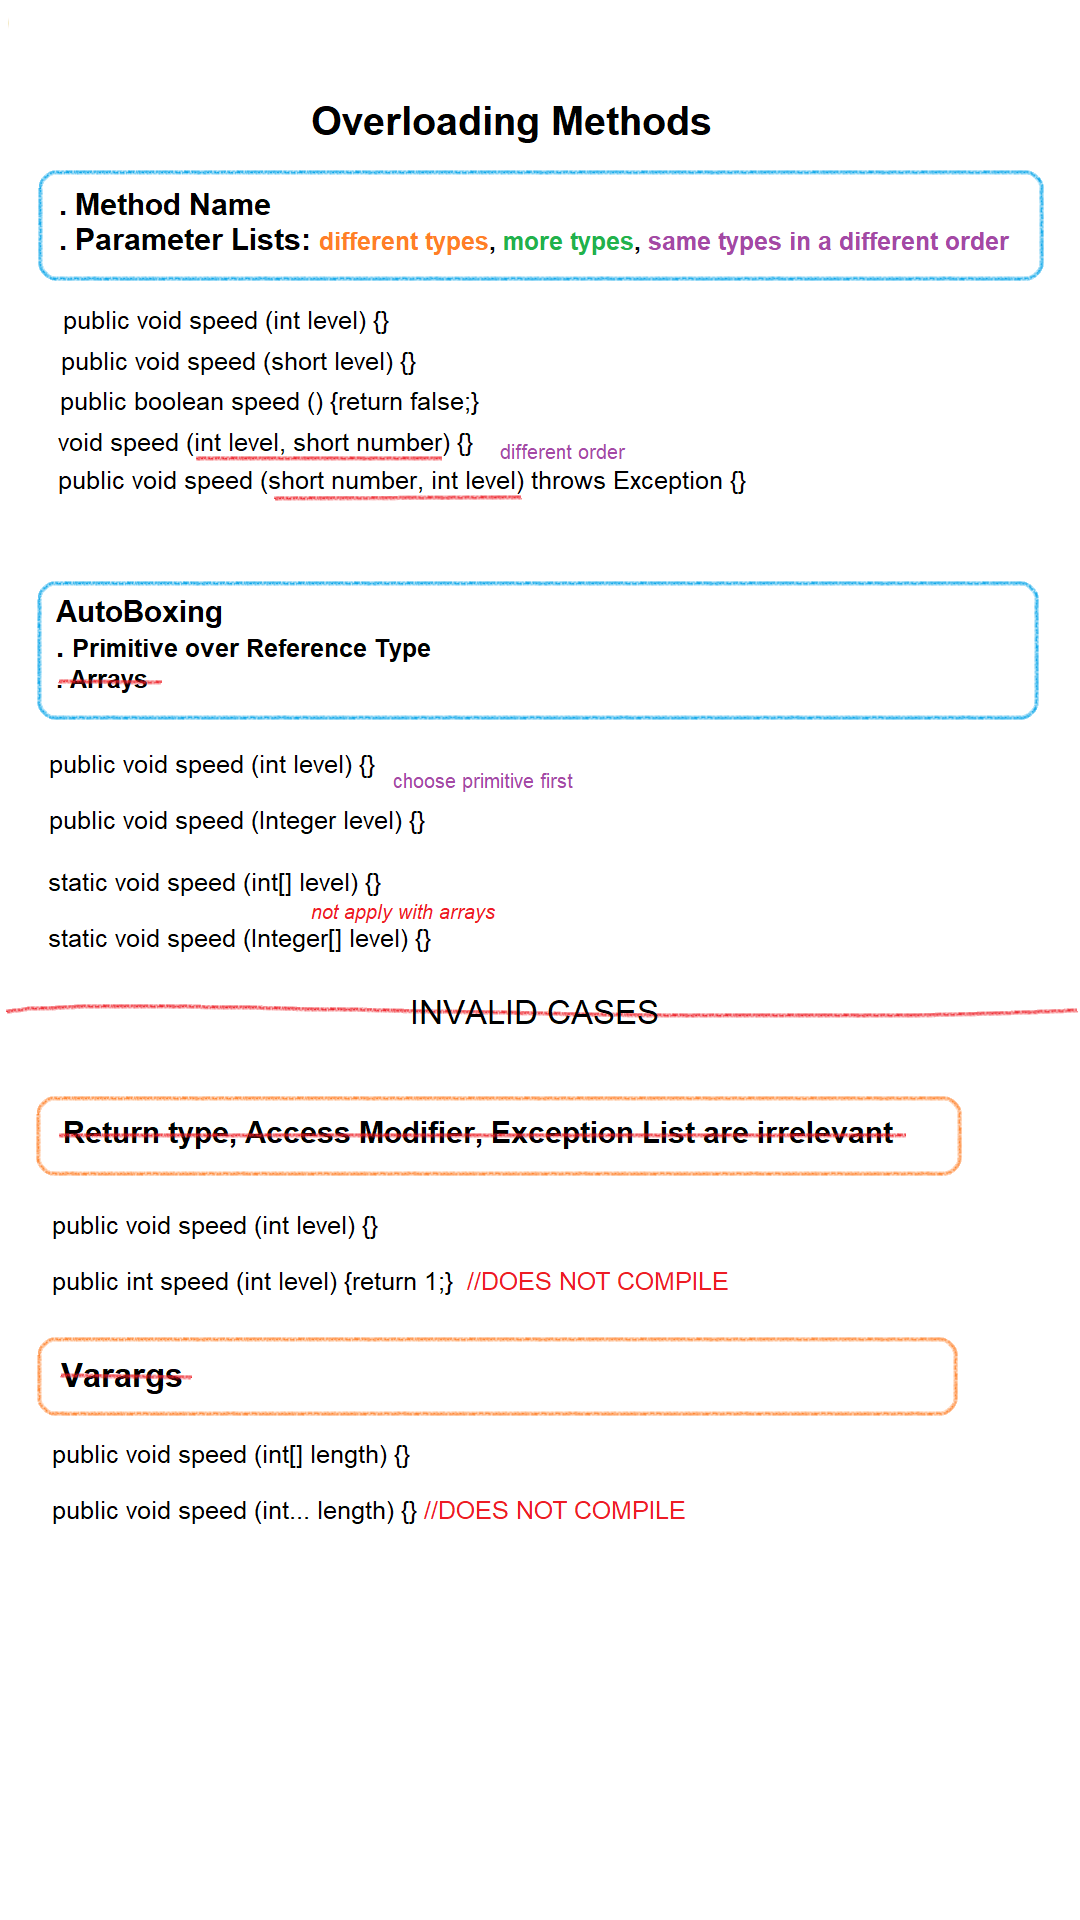 Overloading Methods
. Method Name
. Parameter Lists: different types, more types, same types in a different order
public void speed (int level) {}
public void speed (short level) {}
public boolean speed () {return false;}
void speed (int level, short number) {}
different order
public void speed (short number, int level) throws Exception {}
AutoBoxing
. Primitive over Reference Type
. Arrays
public void speed (int level) {}
choose primitive first
public void speed (Integer level) {}
static void speed (int[] level) {}
not apply with arrays
static void speed (Integer[] level) {}
INVALID CASES
Return type, Access Modifier, Exception List are irrelevant
public void speed (int level) {}
public int speed (int level) {return 1;} //DOES NOT COMPILE
Varargs
public void speed (int[] length) {}
public void speed (int... length) {} //DOES NOT COMPILE